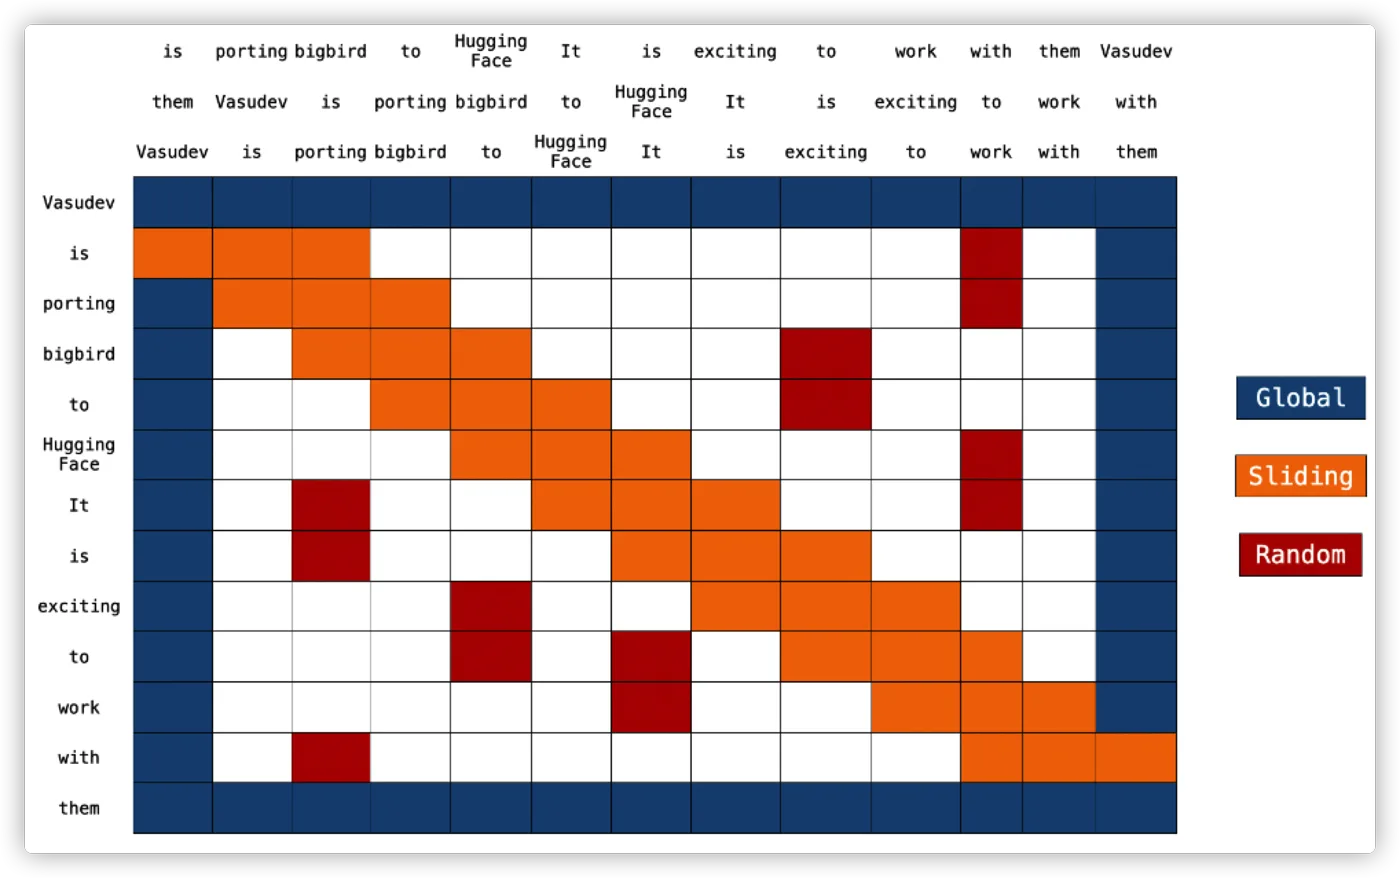 is porting bigbird to Hugging Face It is exciting to work with them Vasudev
them Vasudev is porting bigbird to Hugging Face It is exciting to work with
Vasudev is porting bigbird to Hugging Face It is exciting to work with them
Vasudev
is
porting
bigbird
to
Hugging
Face
It
is
exciting
to
work
with
them
Global
Sliding
Random